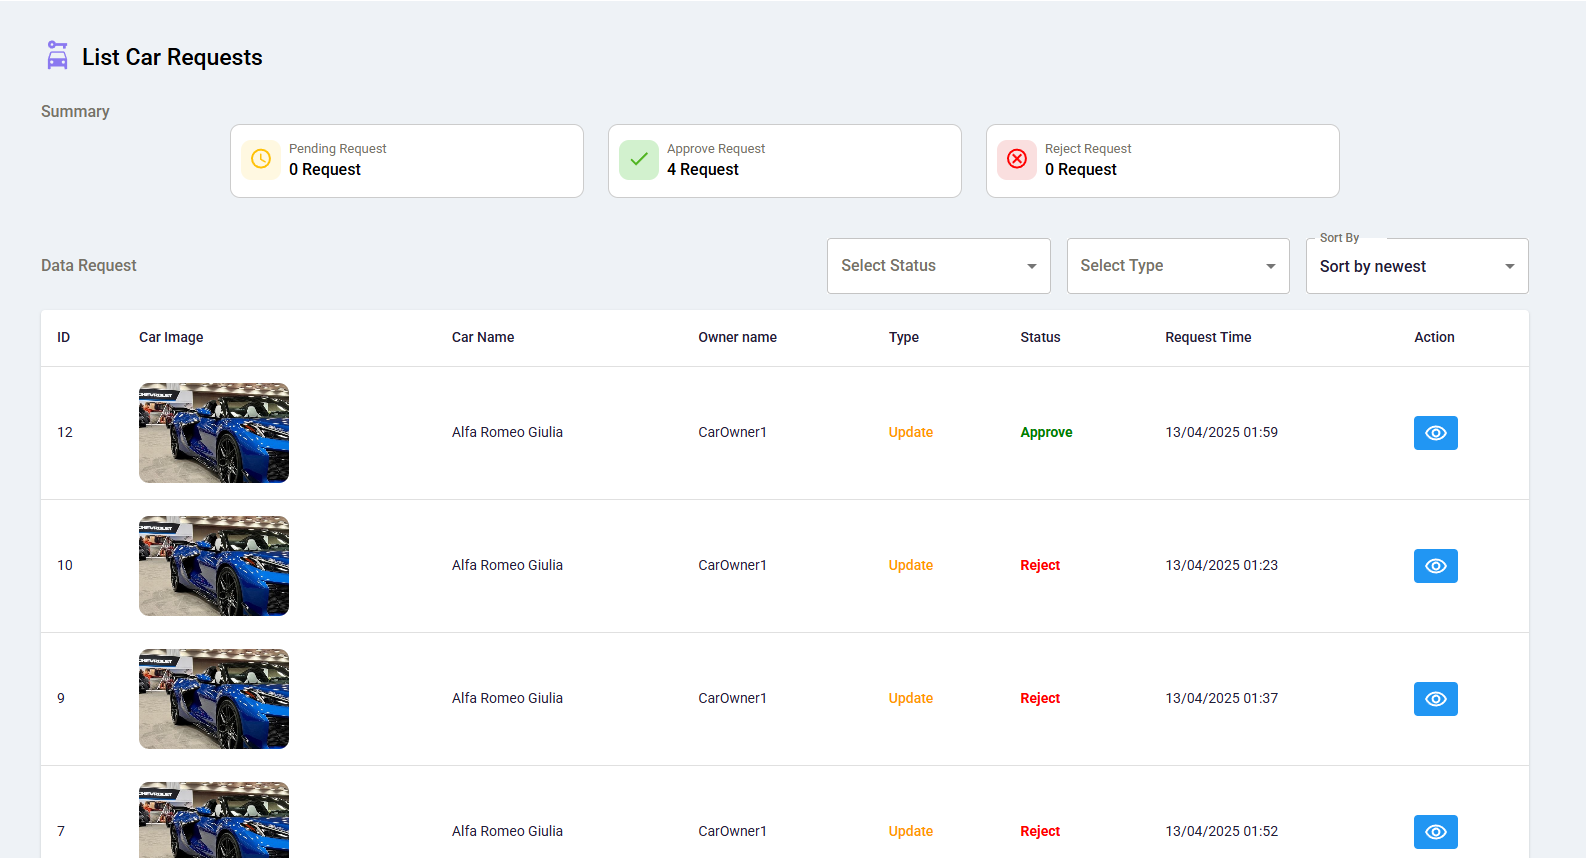 List Car Requests
Summary
Pending Request
0 Request
Approve Request
4 Request
Reject Request
0 Request
Data Request
Select Status
Select Type
Sort By
Sort by newest
ID Car Image Car Name Owner name Type Status Request Time Action
CHEVROLET
12 Alfa Romeo Giulia CarOwner1 Update Approve 13/04/2025 01:59
CHEVROLET
10 Alfa Romeo Giulia CarOwner1 Update Reject 13/04/2025 01:23
CHEVROLET
9 Alfa Romeo Giulia CarOwner1 Update Reject 13/04/2025 01:37
CHEVROLET
7 Alfa Romeo Giulia CarOwner1 Update Reject 13/04/2025 01:52